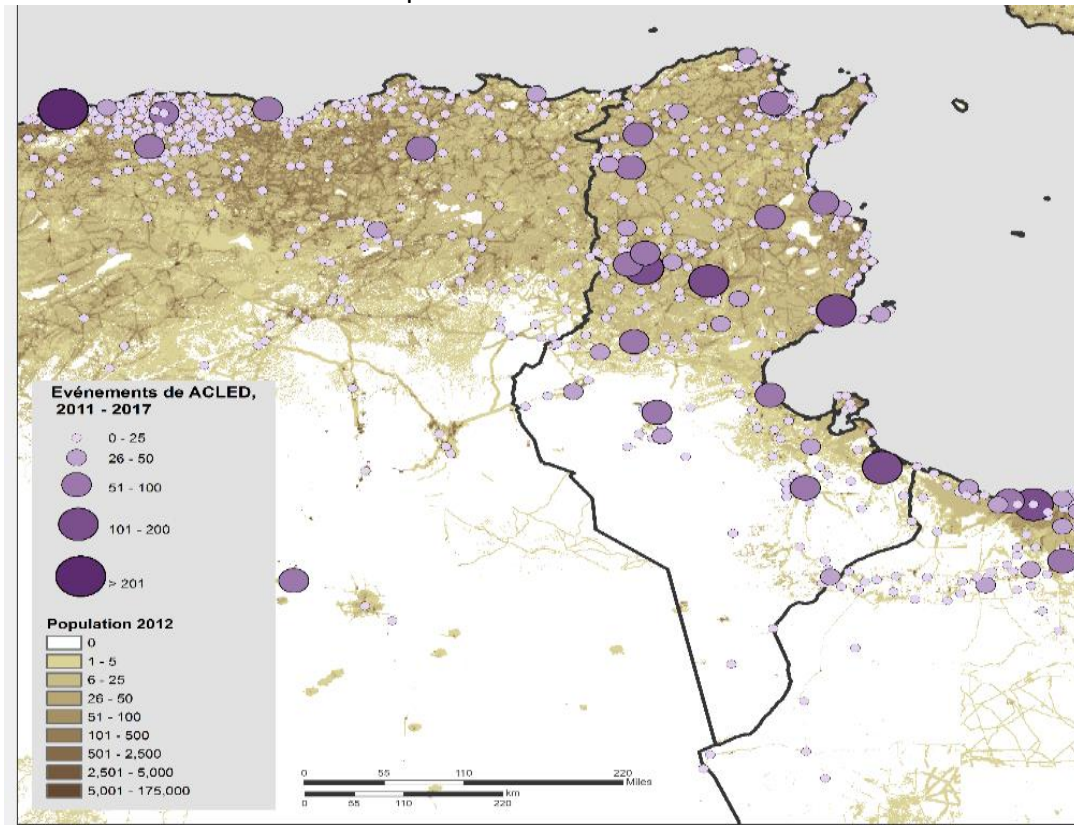 Evénements de ACLED,
2011 - 2017
0 - 25
26 - 50
51 - 100
101 - 200
> 201
Population 2012
0
1 - 5
6 - 25
26 - 50
51 - 100
101 - 500
501 - 2,500
2,501 - 5,000
5,001 - 175,000
0 55 110 220
Miles
km
0 55 110 220